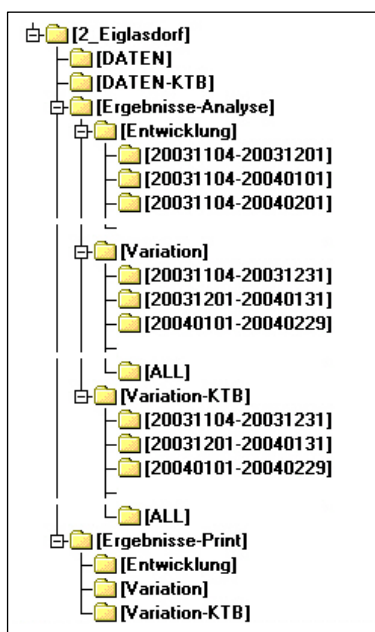 [2_Eiglasdorf]
[DATEN]
[DATEN-KTB]
[Ergebnisse-Analyse]
[Entwicklung]
[20031104-20031201]
[20031104-20040101]
[20031104-20040201]
[Variation]
[20031104-20031231]
[20031201-20040131]
[20040101-20040229]
[ALL]
[Variation-KTB]
[20031104-20031231]
[20031201-20040131]
[20040101-20040229]
[ALL]
[Ergebnisse-Print]
[Entwicklung]
[Variation]
[Variation-KTB]